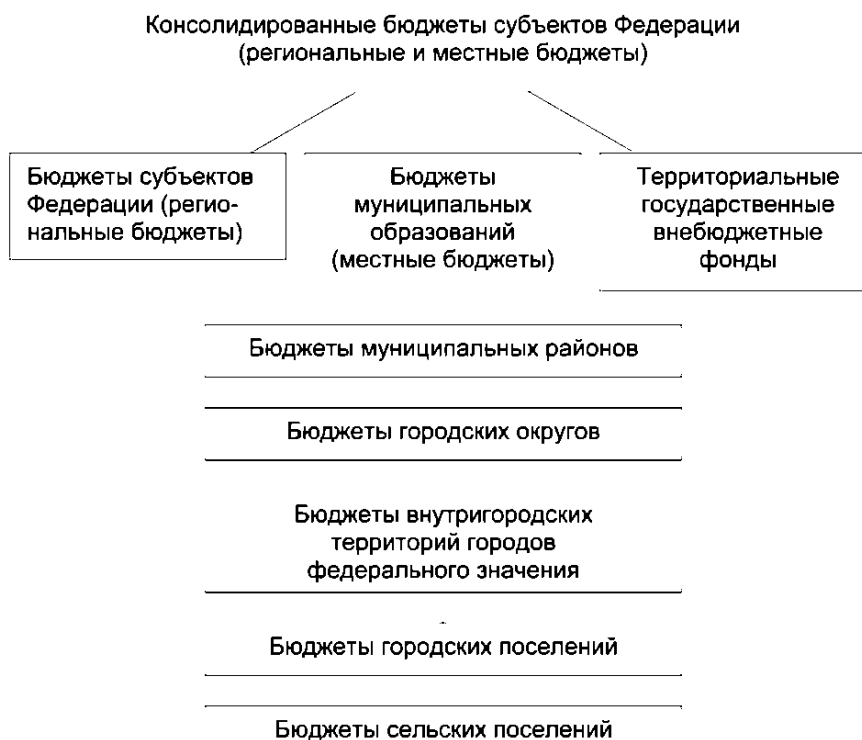 Консолидированные бюджеты субъектов Федерации
(региональные и местные бюджеты)
Бюджеты субъектов
Федерации (регио-
нальные бюджеты)
Бюджеты
муниципальных
образований
(местные бюджеты)
Территориальные
государственные
внебюджетные
фонды
Бюджеты муниципальных районов
Бюджеты городских округов
Бюджеты внутригородских
территорий городов
федерального значения
Бюджеты городских поселений
Бюджеты сельских поселений